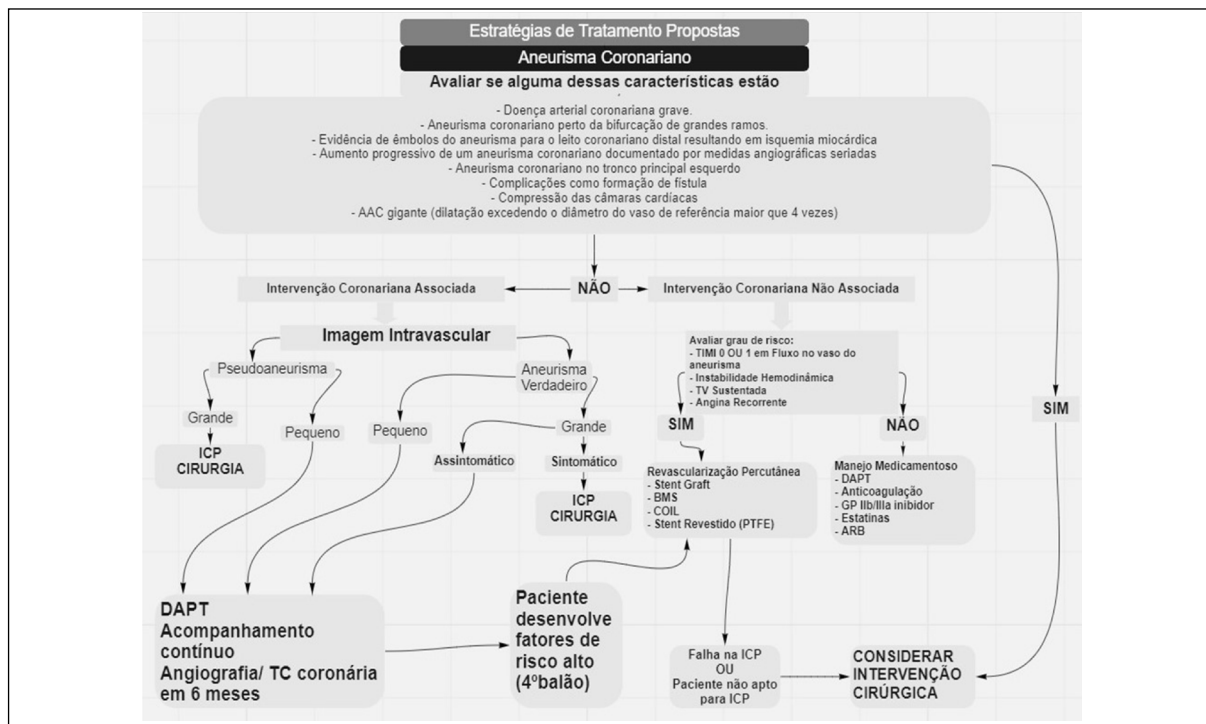 Estratégias de Tratamento Propostas
Aneurisma Coronariano
Avaliar se alguma dessas características estão
- Doença arterial coronariana grave.
- Aneurisma coronariano perto da bifurcação de grandes ramos.
- Evidência de êmbolos do aneurisma para o leito coronariano distal resultando em isquemia miocárdica
- Aumento progressivo de um aneurisma coronariano documentado por medidas angiográficas seriadas
- Aneurisma coronariano no tronco principal esquerdo
- Complicações como formação de fístula
- Compressão das câmaras cardíacas
- AAC gigante (dilatação excedendo o diâmetro do vaso de referência maior que 4 vezes)
Intervenção Coronariana Associada
NÃO
Intervenção Coronariana Não Associada
Imagem Intravascular
Pseudoaneurisma
Grande
ICP
CIRURGIA
Pequeno
Aneurisma
Verdadeiro
Pequeno
Grande
Assintomático
Sintomático
ICP
CIRURGIA
Avaliar grau de risco:
- TIMI 0 OU 1 em Fluxo no vaso do
aneurisma
- Instabilidade Hemodinâmica
- TV Sustentada
- Angina Recorrente
SIM
NÃO
SIM
Revascularização Percutânea
- Stent Graft
- BMS
- COIL
- Stent Revestido (PTFE)
Manejo Medicamentoso
- DAPT
- Anticoagulação
- GP IIb/IIIa inibidor
- Estatinas
- ARB
DAPT
Acompanhamento
contínuo
Angiografia/ TC coronária
em 6 meses
Paciente
desenvolve
fatores de
risco alto
(4ºbalão)
Falha na ICP
OU
Paciente não apto
para ICP
CONSIDERAR
INTERVENÇÃO
CIRÚRGICA